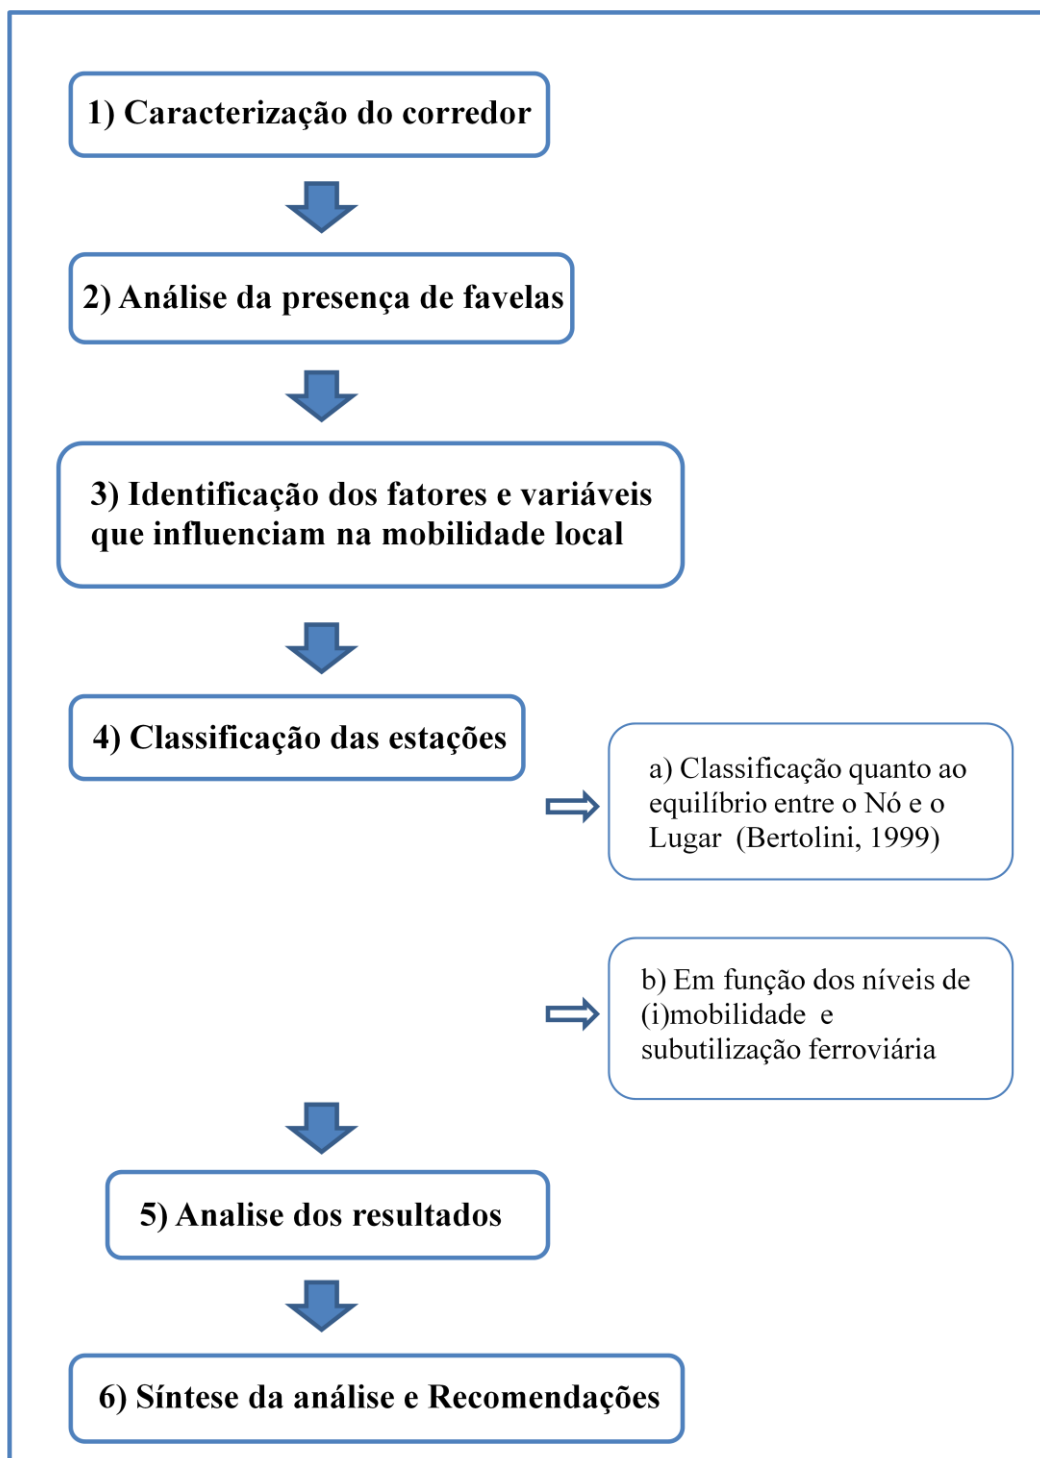 1) Caracterização do corredor
2) Análise da presença de favelas
3) Identificação dos fatores e variáveis
que influenciam na mobilidade local
4) Classificação das estações
a) Classificação quanto ao
equilíbrio entre o Nó e o
Lugar (Bertolini, 1999)
b) Em função dos níveis de
(i)mobilidade e
subutilização ferroviária
5) Analise dos resultados
6) Síntese da análise e Recomendações